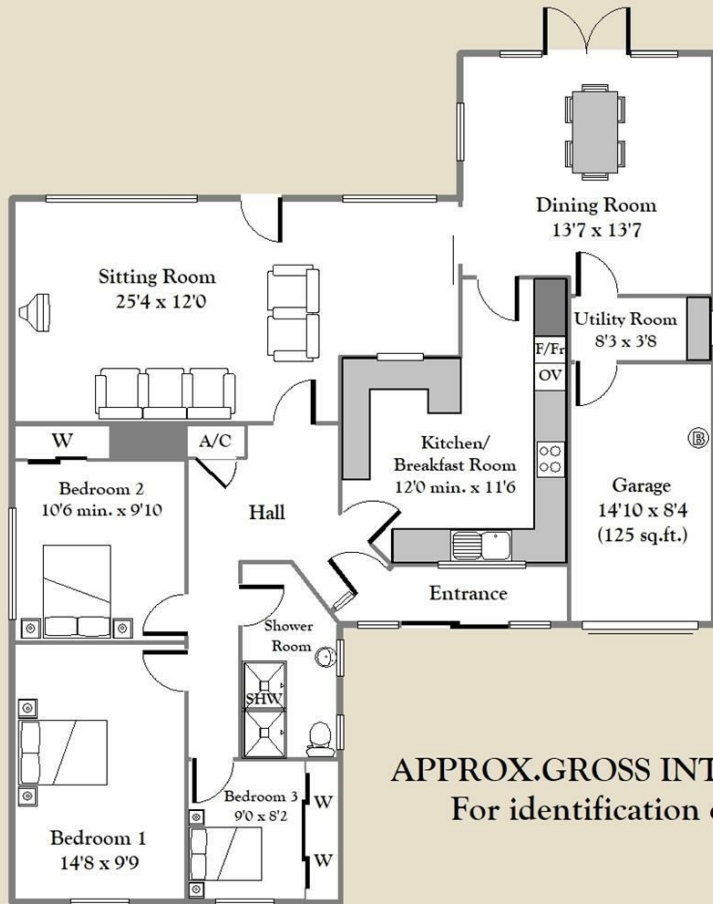 Dining Room
13'7 x 13'7
Sitting Room
25'4 x 12'0
Utility Room
8'3 x 3'8
F/Fr
OV
W
A/C
Kitchen/
Breakfast Room
12'0 min. x 11'6
B
Bedroom 2
10'6 min. x 9'10
Hall
Garage
14'10 x 8'4
(125 sq.ft.)
Entrance
Shower
Room
SHW
Bedroom 1
14'8 x 9'9
Bedroom 3
9'0 x 8'2
W
W
APPROX.GROSS INT
For identification